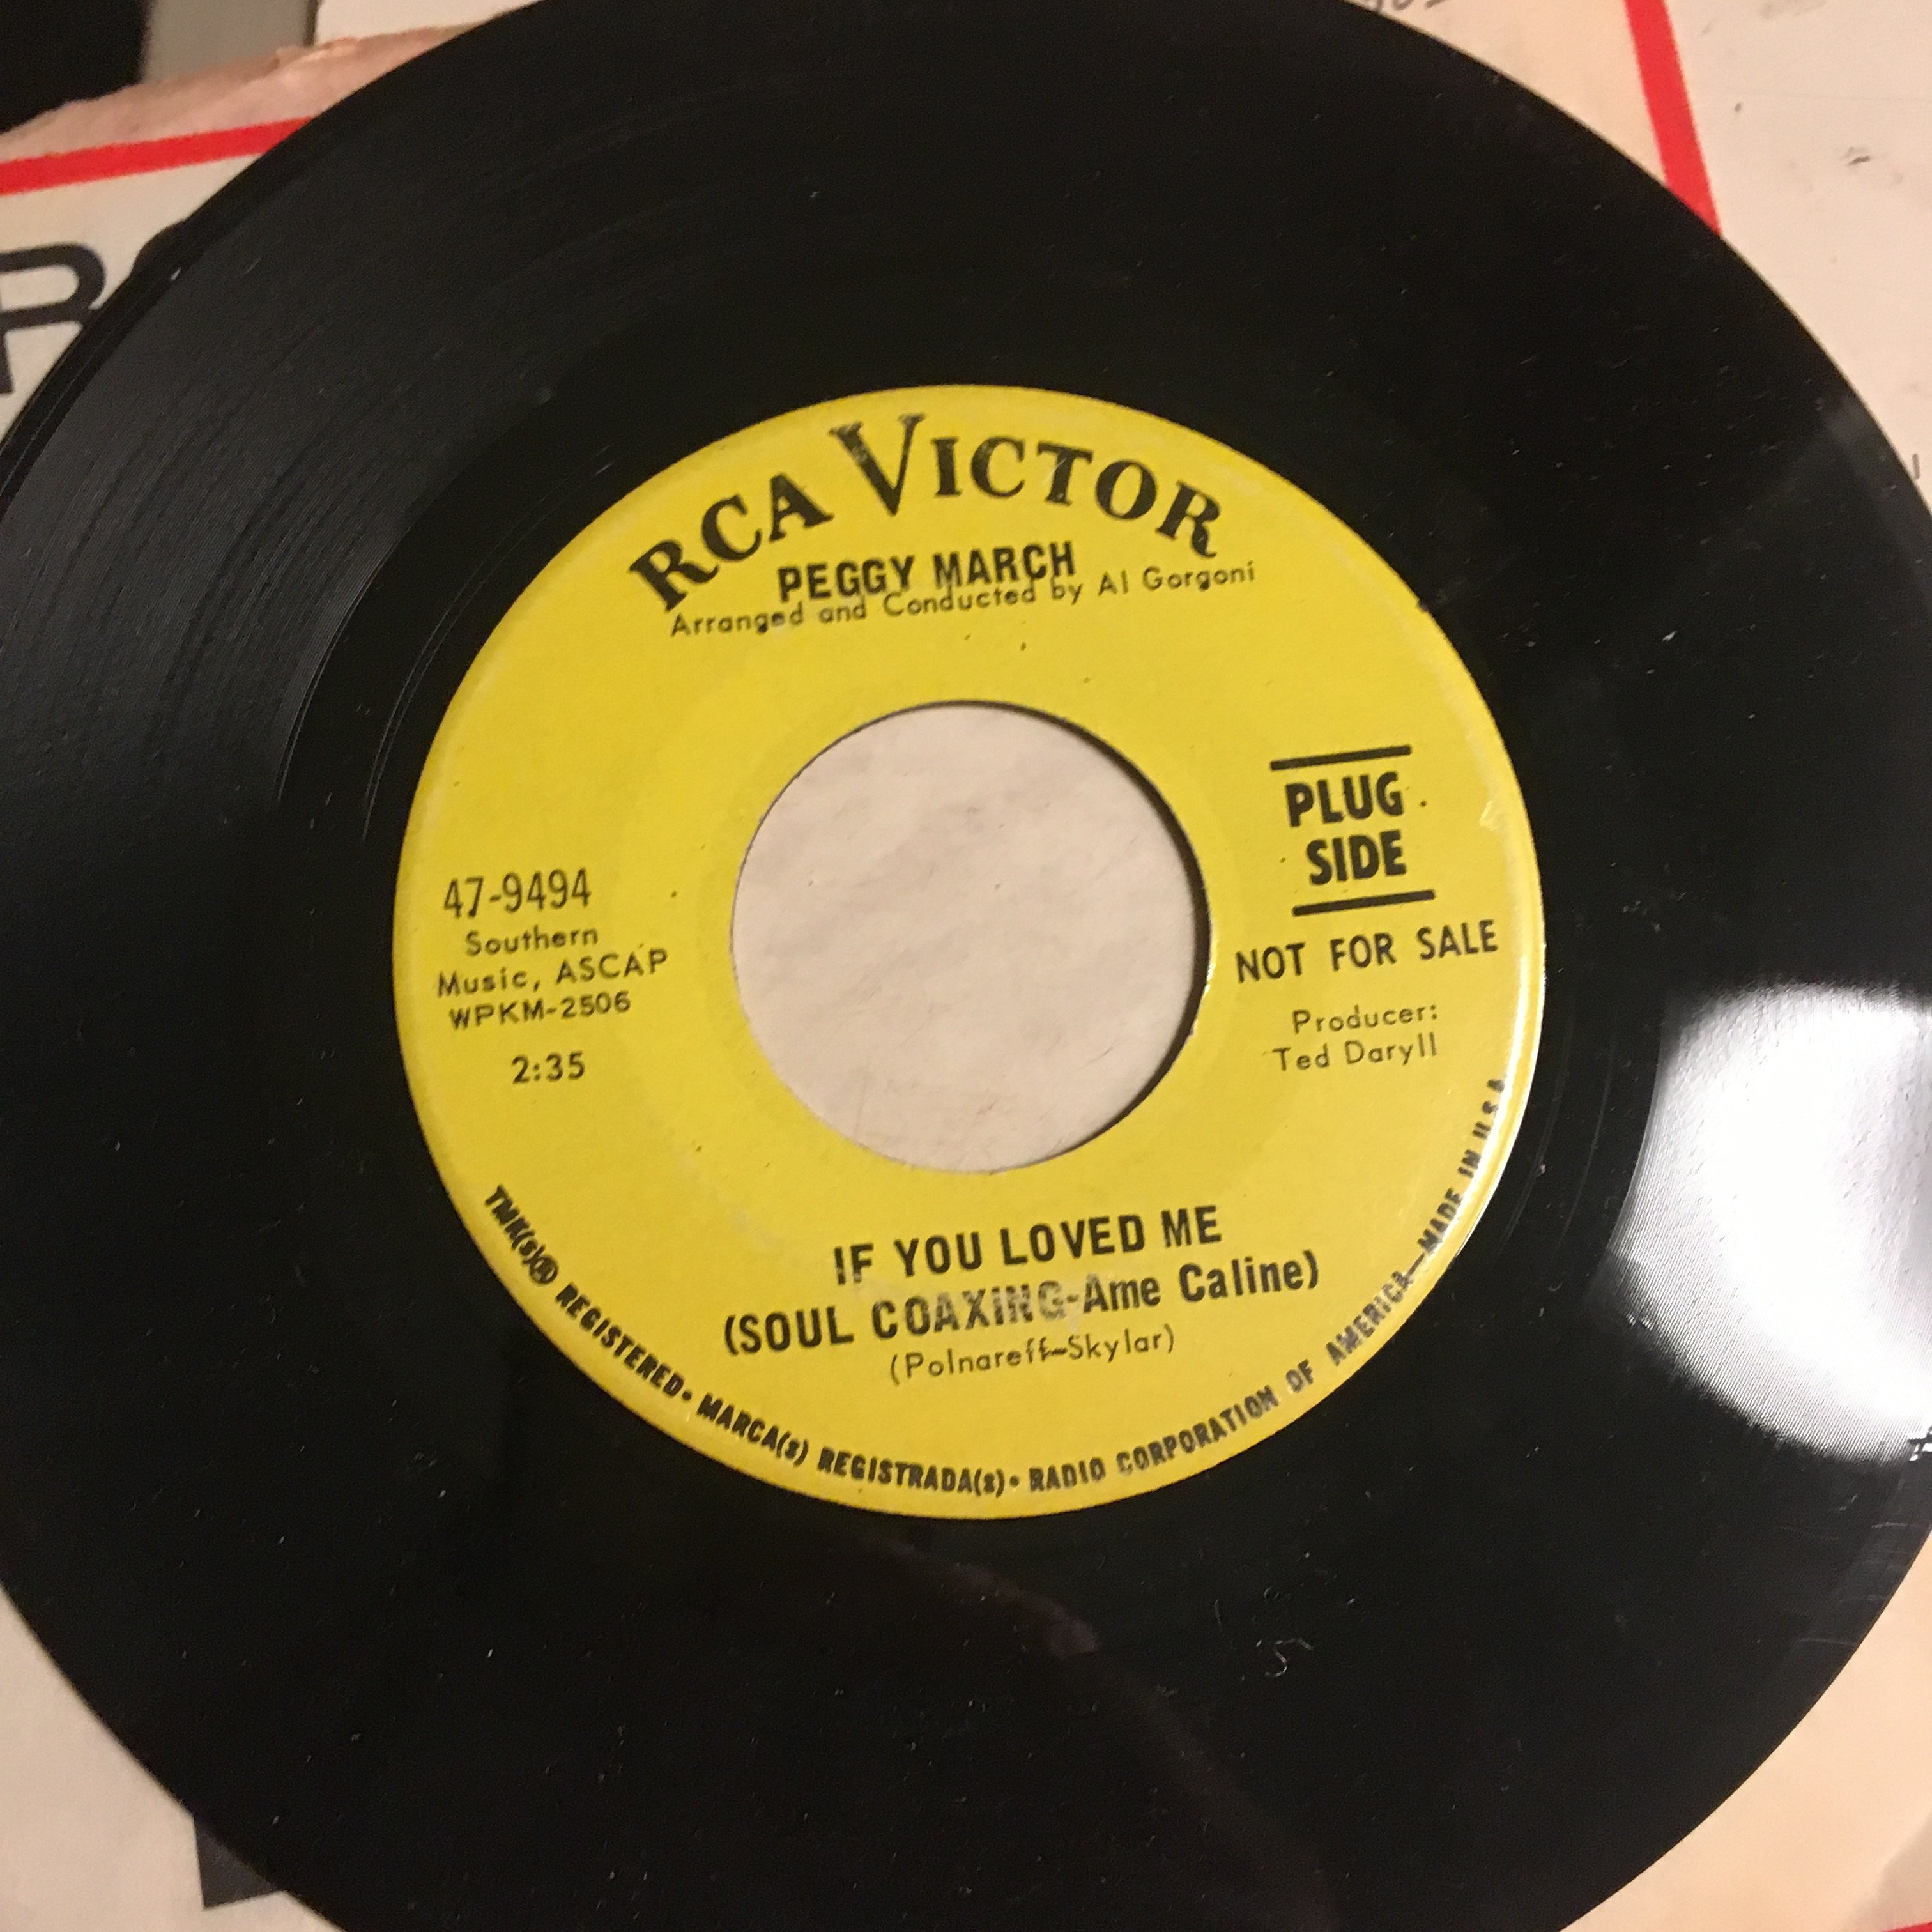 RCA VICTOR
PEGGY MARCH
Arranged and Conducted by Al Gorgoni
PLUG
SIDE
NOT FOR SALE
Producer:
Ted Daryll
47-9494
Southern
Music, ASCAP
WPKM-2506
2:35
IF YOU LOVED ME
(SOUL COAXING-Ame Caline)
(Polnareff-Skylar)
TMK(s)® REGISTERED• MARCA(s) REGISTRADA(s)• RADIO CORPORATION OF AMERICA—MADE IN U.S.A